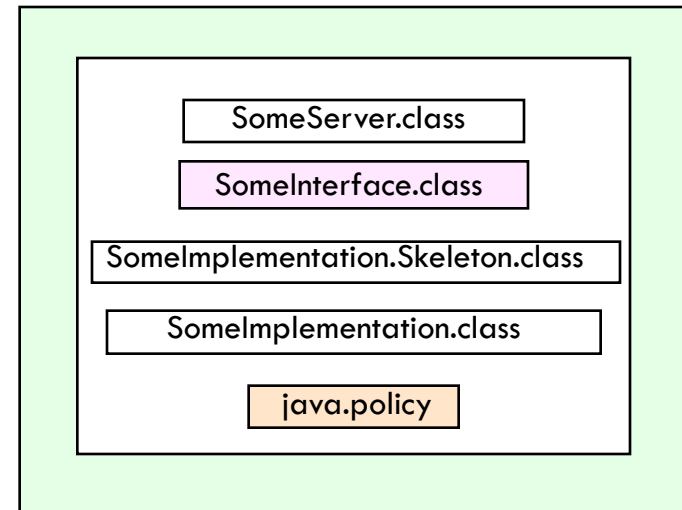 SomeServer.class
SomeInterface.class
SomeImplementation.Skeleton.class
SomeImplementation.class
java.policy